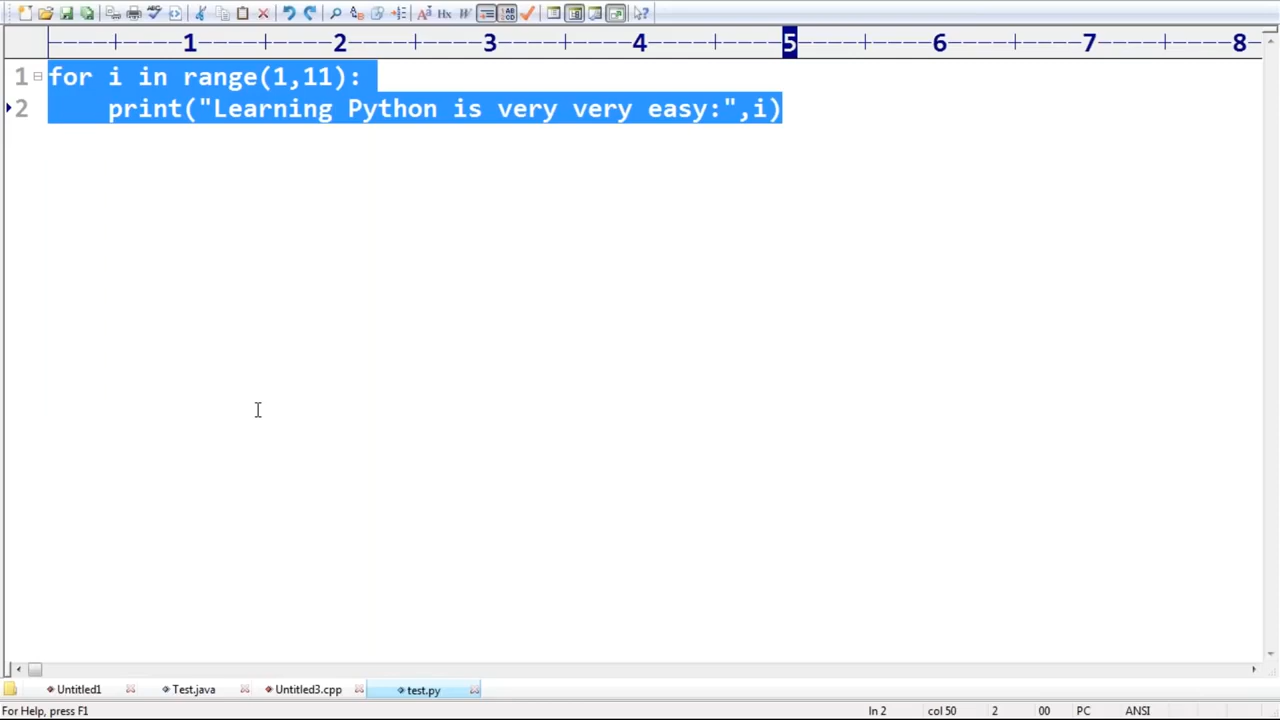 1 2 3 4 5 6 7 8
1 for i in range(1,11):
2     print("Learning Python is very very easy:",i)
Untitled1 Test.java Untitled3.cpp test.py
For Help, press F1 ln 2 col 50 2 00 PC ANSI